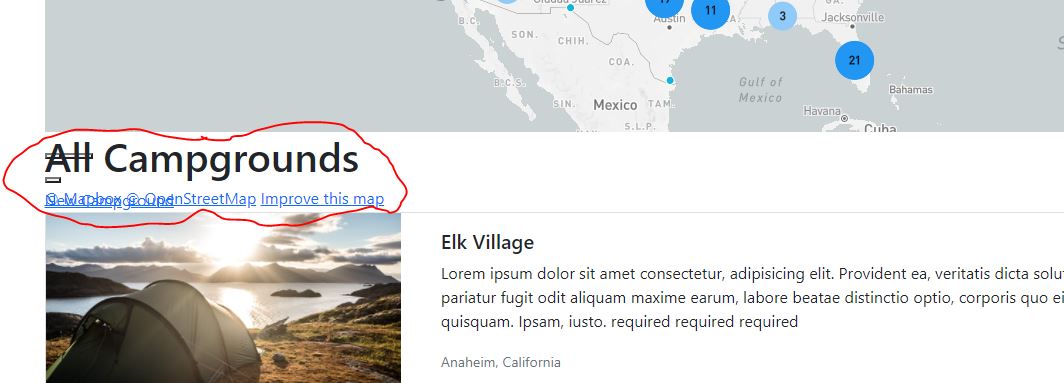 17
11
3
Austin
Jacksonville
B.C.
SON.
CHIH.
COA.
21
B.C.S.
Gulf of
Mexico
Bahamas
SIN.
Mexico
TAM.
Havana
S.L.P.
Cuba
All Campgrounds
© Mapbox © OpenStreetMap Improve this map
New Campground
Elk Village
Lorem ipsum dolor sit amet consectetur, adipisicing elit. Provident ea, veritatis dicta solu
pariatur fugit odit aliquam maxime earum, labore beatae distinctio optio, corporis quo ei
quisquam. Ipsam, iusto. required required required
Anaheim, California